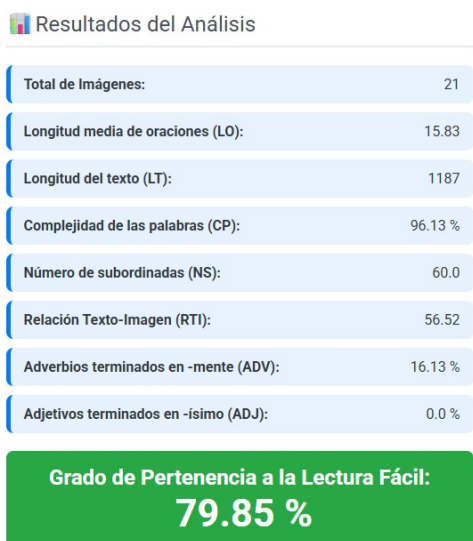 Resultados del Análisis
Total de Imágenes: 21
Longitud media de oraciones (LO): 15.83
Longitud del texto (LT): 1187
Complejidad de las palabras (CP): 96.13 %
Número de subordinadas (NS): 60.0
Relación Texto-Imagen (RTI): 56.52
Adverbios terminados en -mente (ADV): 16.13 %
Adjetivos terminados en -ísimo (ADJ): 0.0 %
Grado de Pertenencia a la Lectura Fácil:
79.85 %